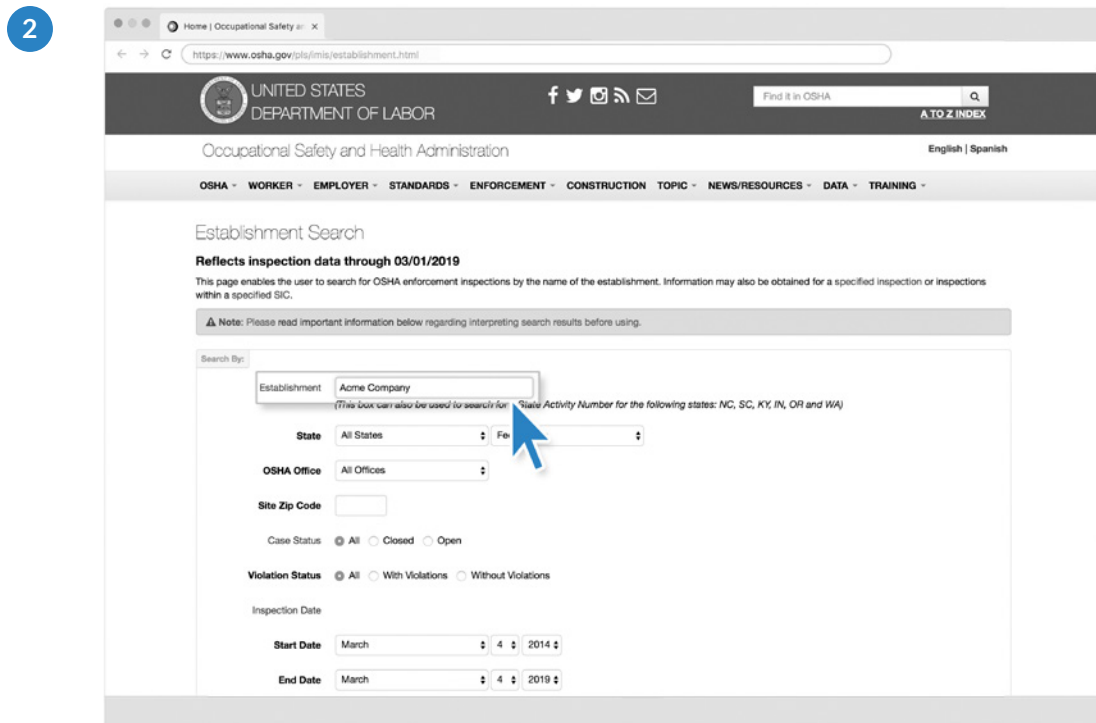 2
Home | Occupational Safety an ×
https://www.osha.gov/pls/imis/establishment.html
UNITED STATES
DEPARTMENT OF LABOR
Find it in OSHA
A TO Z INDEX
Occupational Safety and Health Administration
English | Spanish
OSHA WORKER EMPLOYER STANDARDS ENFORCEMENT CONSTRUCTION TOPIC NEWS/RESOURCES DATA TRAINING
Establishment Search
Reflects inspection data through 03/01/2019
This page enables the user to search for OSHA enforcement inspections by the name of the establishment. Information may also be obtained for a specified inspection or inspections
within a specified SIC.
Note: Please read important information below regarding interpreting search results before using.
Search By:
Establishment Acme Company
(This box can also be used to search for State Activity Number for the following states: NC, SC, KY, IN, OR and WA)
State All States
OSHA Office All Offices
Site Zip Code
Case Status All Closed Open
Violation Status All With Violations Without Violations
Inspection Date
Start Date March 4 2014
End Date March 4 2019